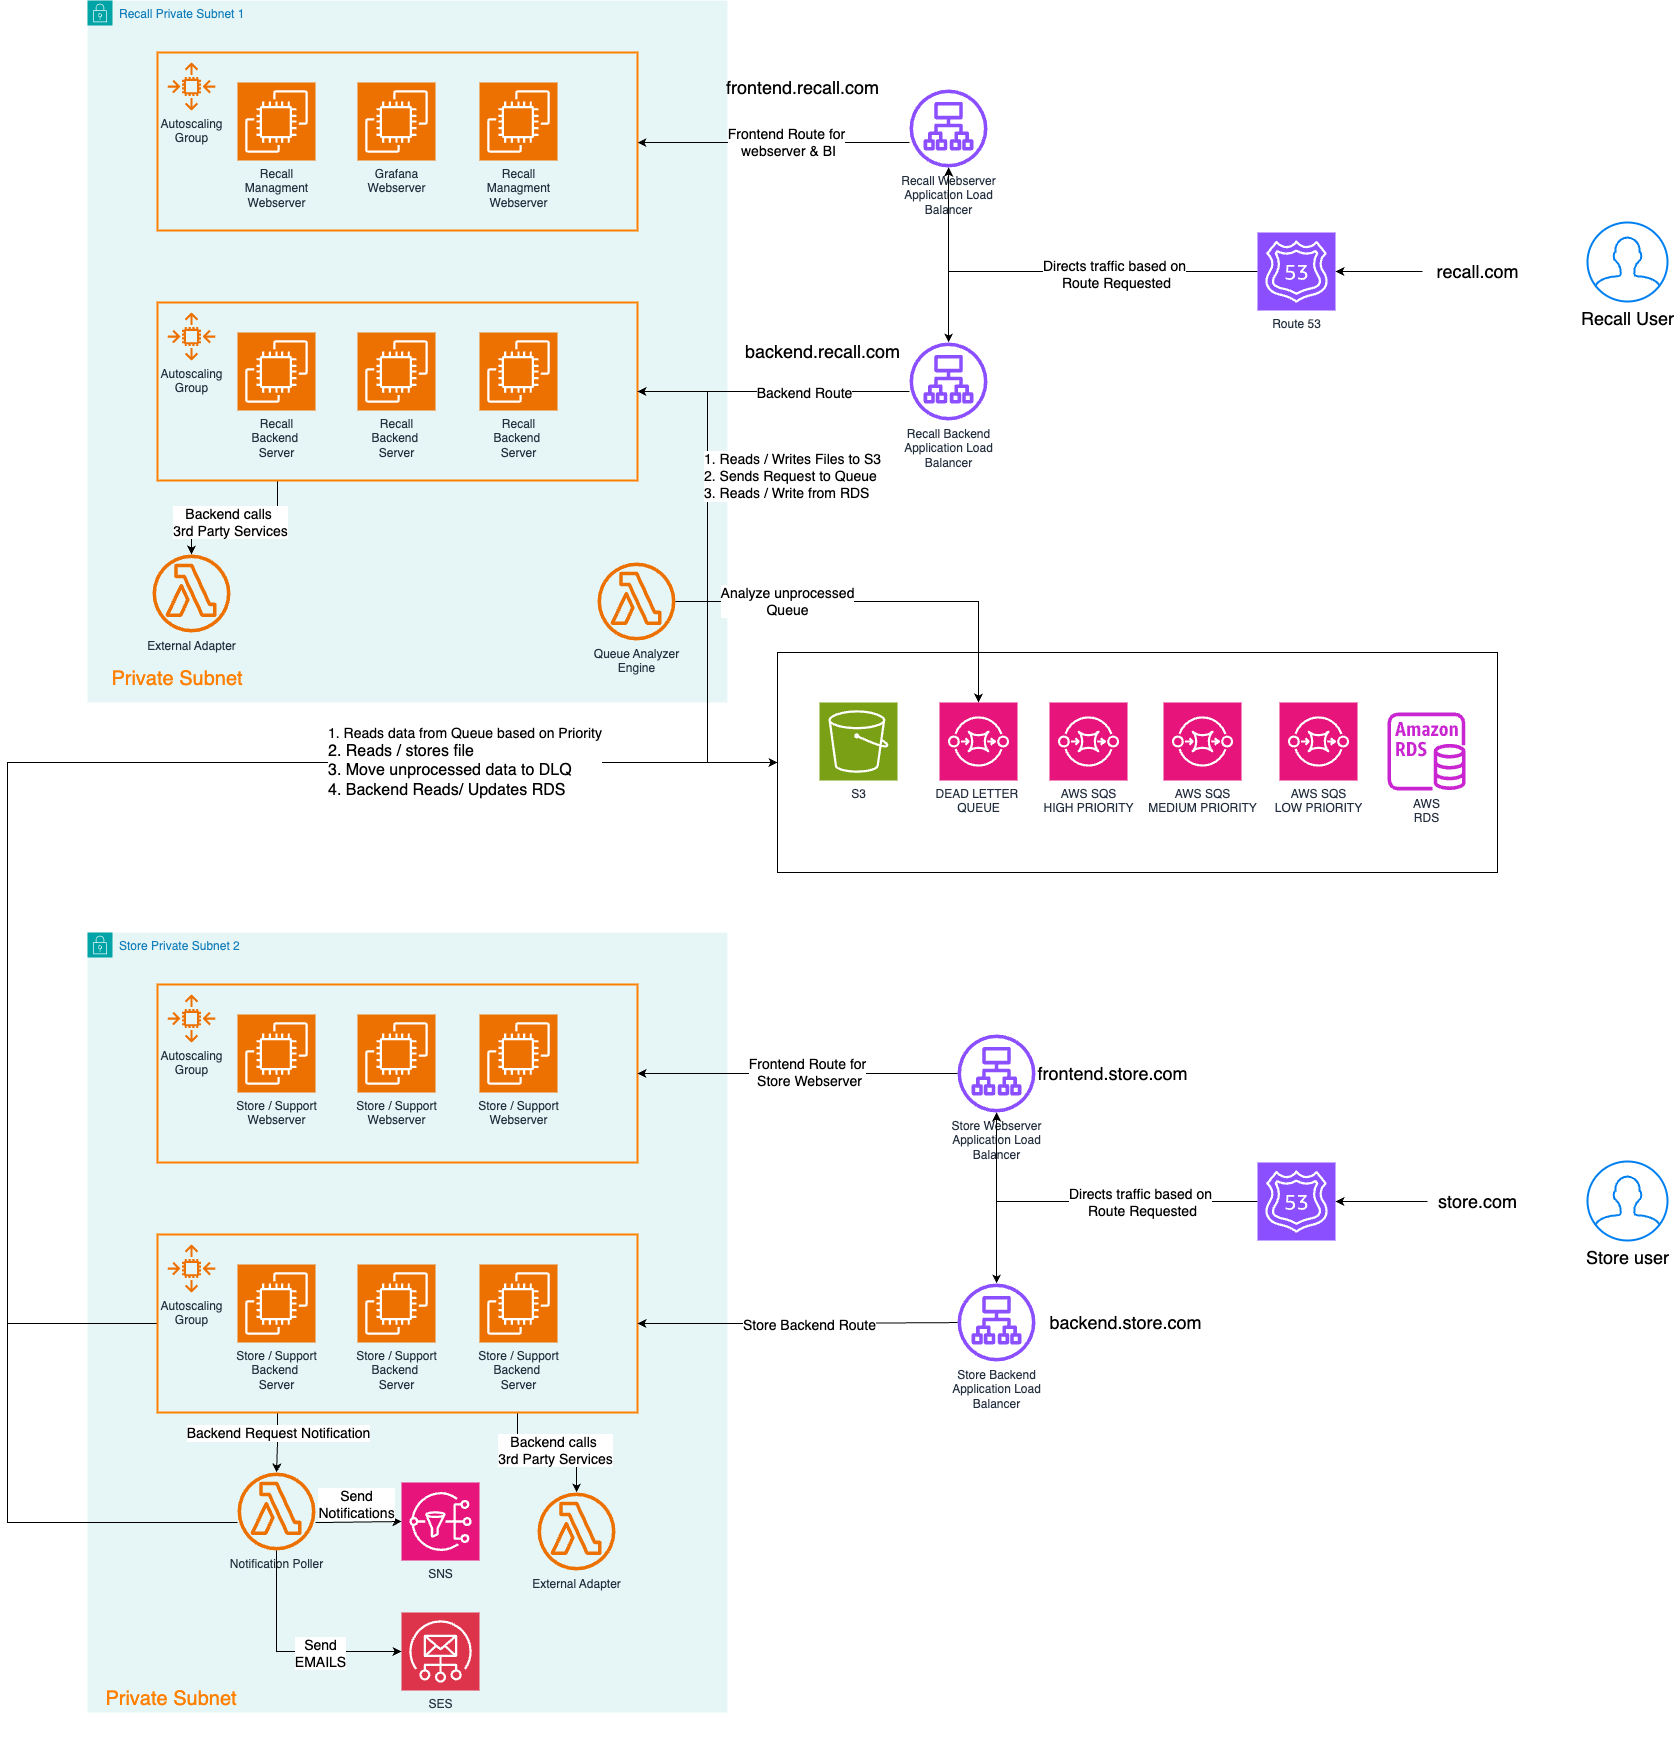 Recall Private Subnet 1
Autoscaling
Group
Recall
Managment
Webserver
Grafana
Webserver
Recall
Managment
Webserver
frontend.recall.com
Frontend Route for
webserver & BI
Recall Webserver
Application Load
Balancer
Directs traffic based on
Route Requested
53
Route 53
recall.com
Recall User
Autoscaling
Group
Recall
Backend
Server
Recall
Backend
Server
Recall
Backend
Server
backend.recall.com
Backend Route
Recall Backend
Application Load
Balancer
1. Reads / Writes Files to S3
2. Sends Request to Queue
3. Reads / Write from RDS
Backend calls
3rd Party Services
External Adapter
Queue Analyzer
Engine
Analyze unprocessed
Queue
Private Subnet
1. Reads data from Queue based on Priority
2. Reads / stores file
3. Move unprocessed data to DLQ
4. Backend Reads/ Updates RDS
S3
DEAD LETTER
QUEUE
AWS SQS
HIGH PRIORITY
AWS SQS
MEDIUM PRIORITY
AWS SQS
LOW PRIORITY
Amazon
RDS
AWS
RDS
Store Private Subnet 2
Autoscaling
Group
Store / Support
Webserver
Store / Support
Webserver
Store / Support
Webserver
Frontend Route for
Store Webserver
frontend.store.com
Store Webserver
Application Load
Balancer
Directs traffic based on
Route Requested
53
store.com
Store user
Autoscaling
Group
Store / Support
Backend
Server
Store / Support
Backend
Server
Store / Support
Backend
Server
Store Backend Route
backend.store.com
Store Backend
Application Load
Balancer
Backend Request Notification
Backend calls
3rd Party Services
Send
Notifications
Notification Poller
SNS
External Adapter
Send
EMAILS
SES
Private Subnet